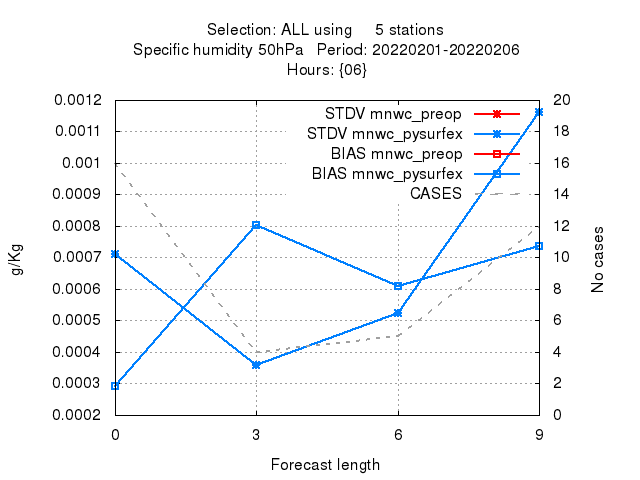 Selection: ALL using 5 stations
Specific humidity 50hPa Period: 20220201-20220206
Hours: {06}
STDV mnwc_preop
STDV mnwc_pysurfex
BIAS mnwc_preop
BIAS mnwc_pysurfex
CASES
g/Kg
0.0012
0.0011
0.001
0.0009
0.0008
0.0007
0.0006
0.0005
0.0004
0.0003
0.0002
20
18
16
14
12
10
8
6
4
2
0
No cases
0 3 6 9
Forecast length